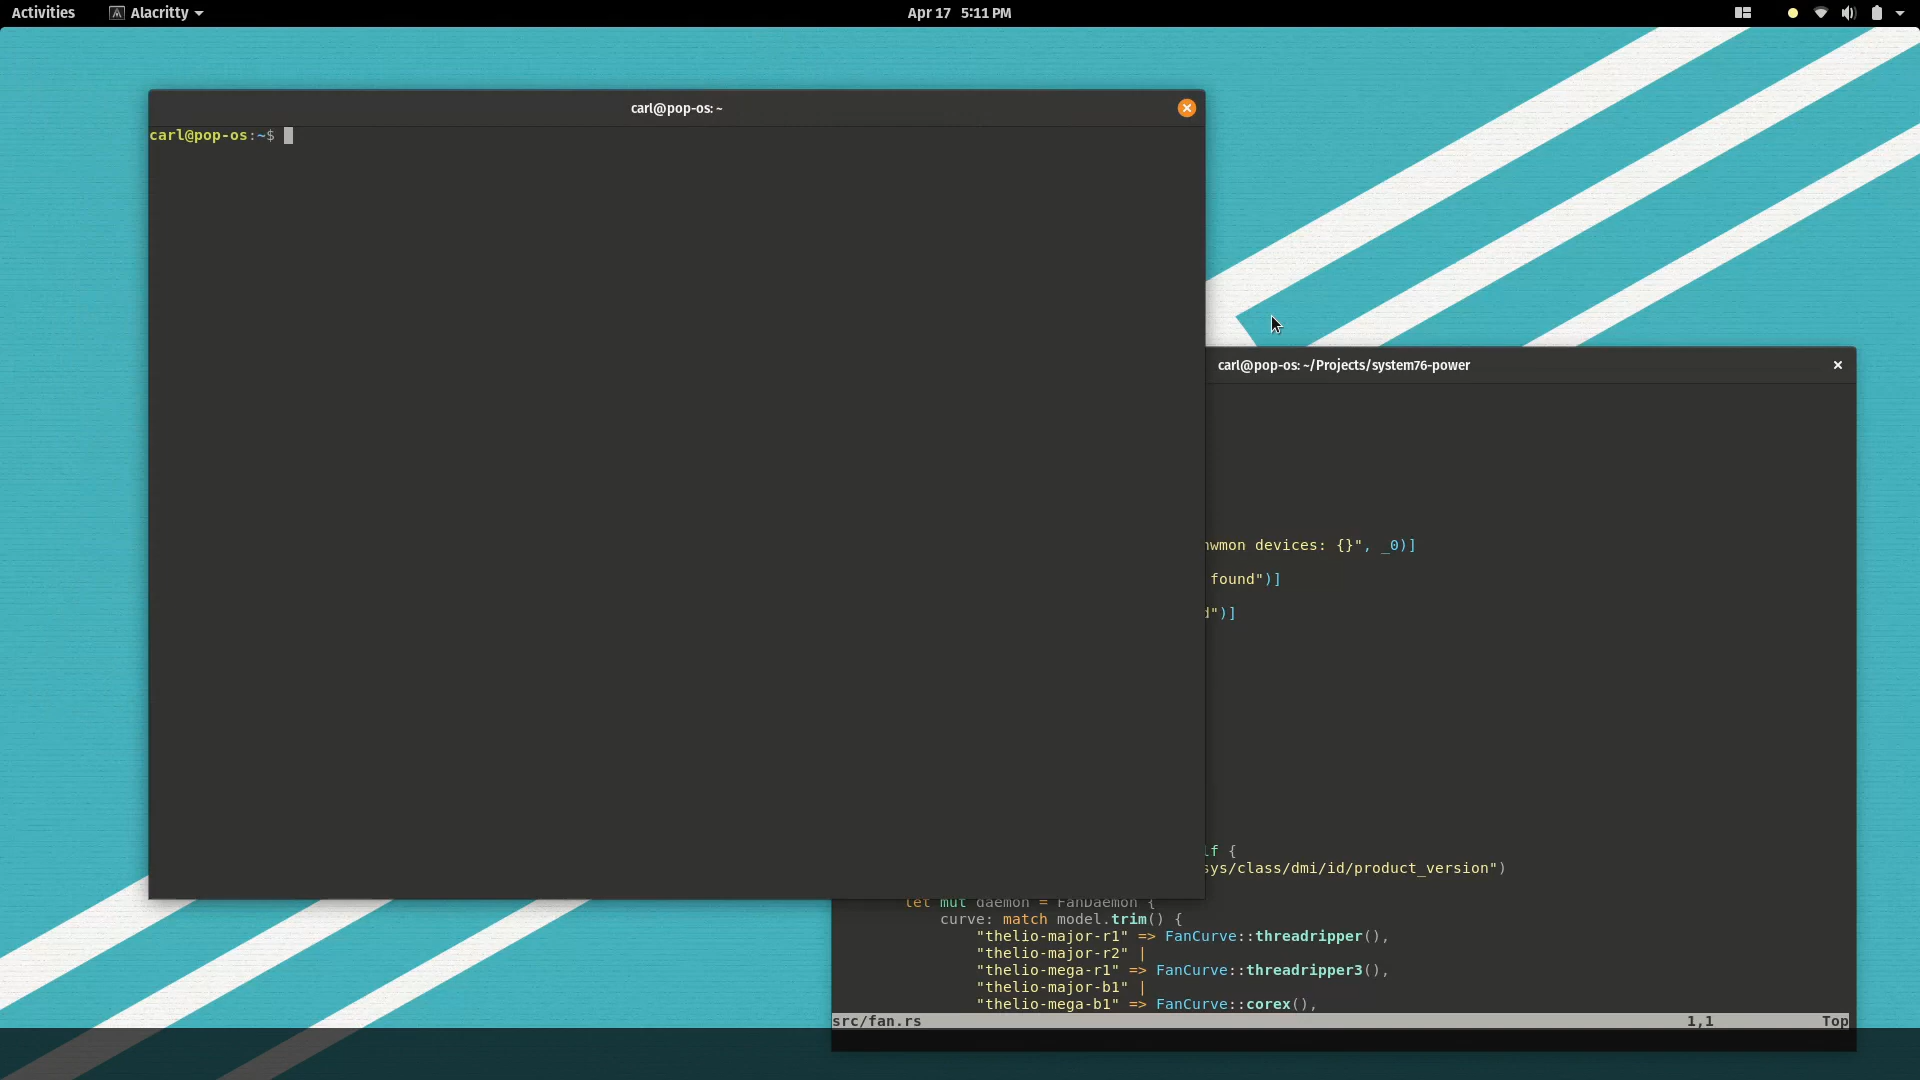 Activities Alacritty Apr 17 5:11 PM
carl@pop-os: ~
carl@pop-os:~$
carl@pop-os: ~/Projects/system76-power
hwmon devices: {}", _0)]
found")]
d")]
lf {
sys/class/dmi/id/product_version")
let mut daemon = FanDaemon {
curve: match model.trim() {
"thelio-major-r1" => FanCurve::threadripper(),
"thelio-major-r2" |
"thelio-mega-r1" => FanCurve::threadripper3(),
"thelio-major-b1" |
"thelio-mega-b1" => FanCurve::corex(),
src/fan.rs 1,1 Top